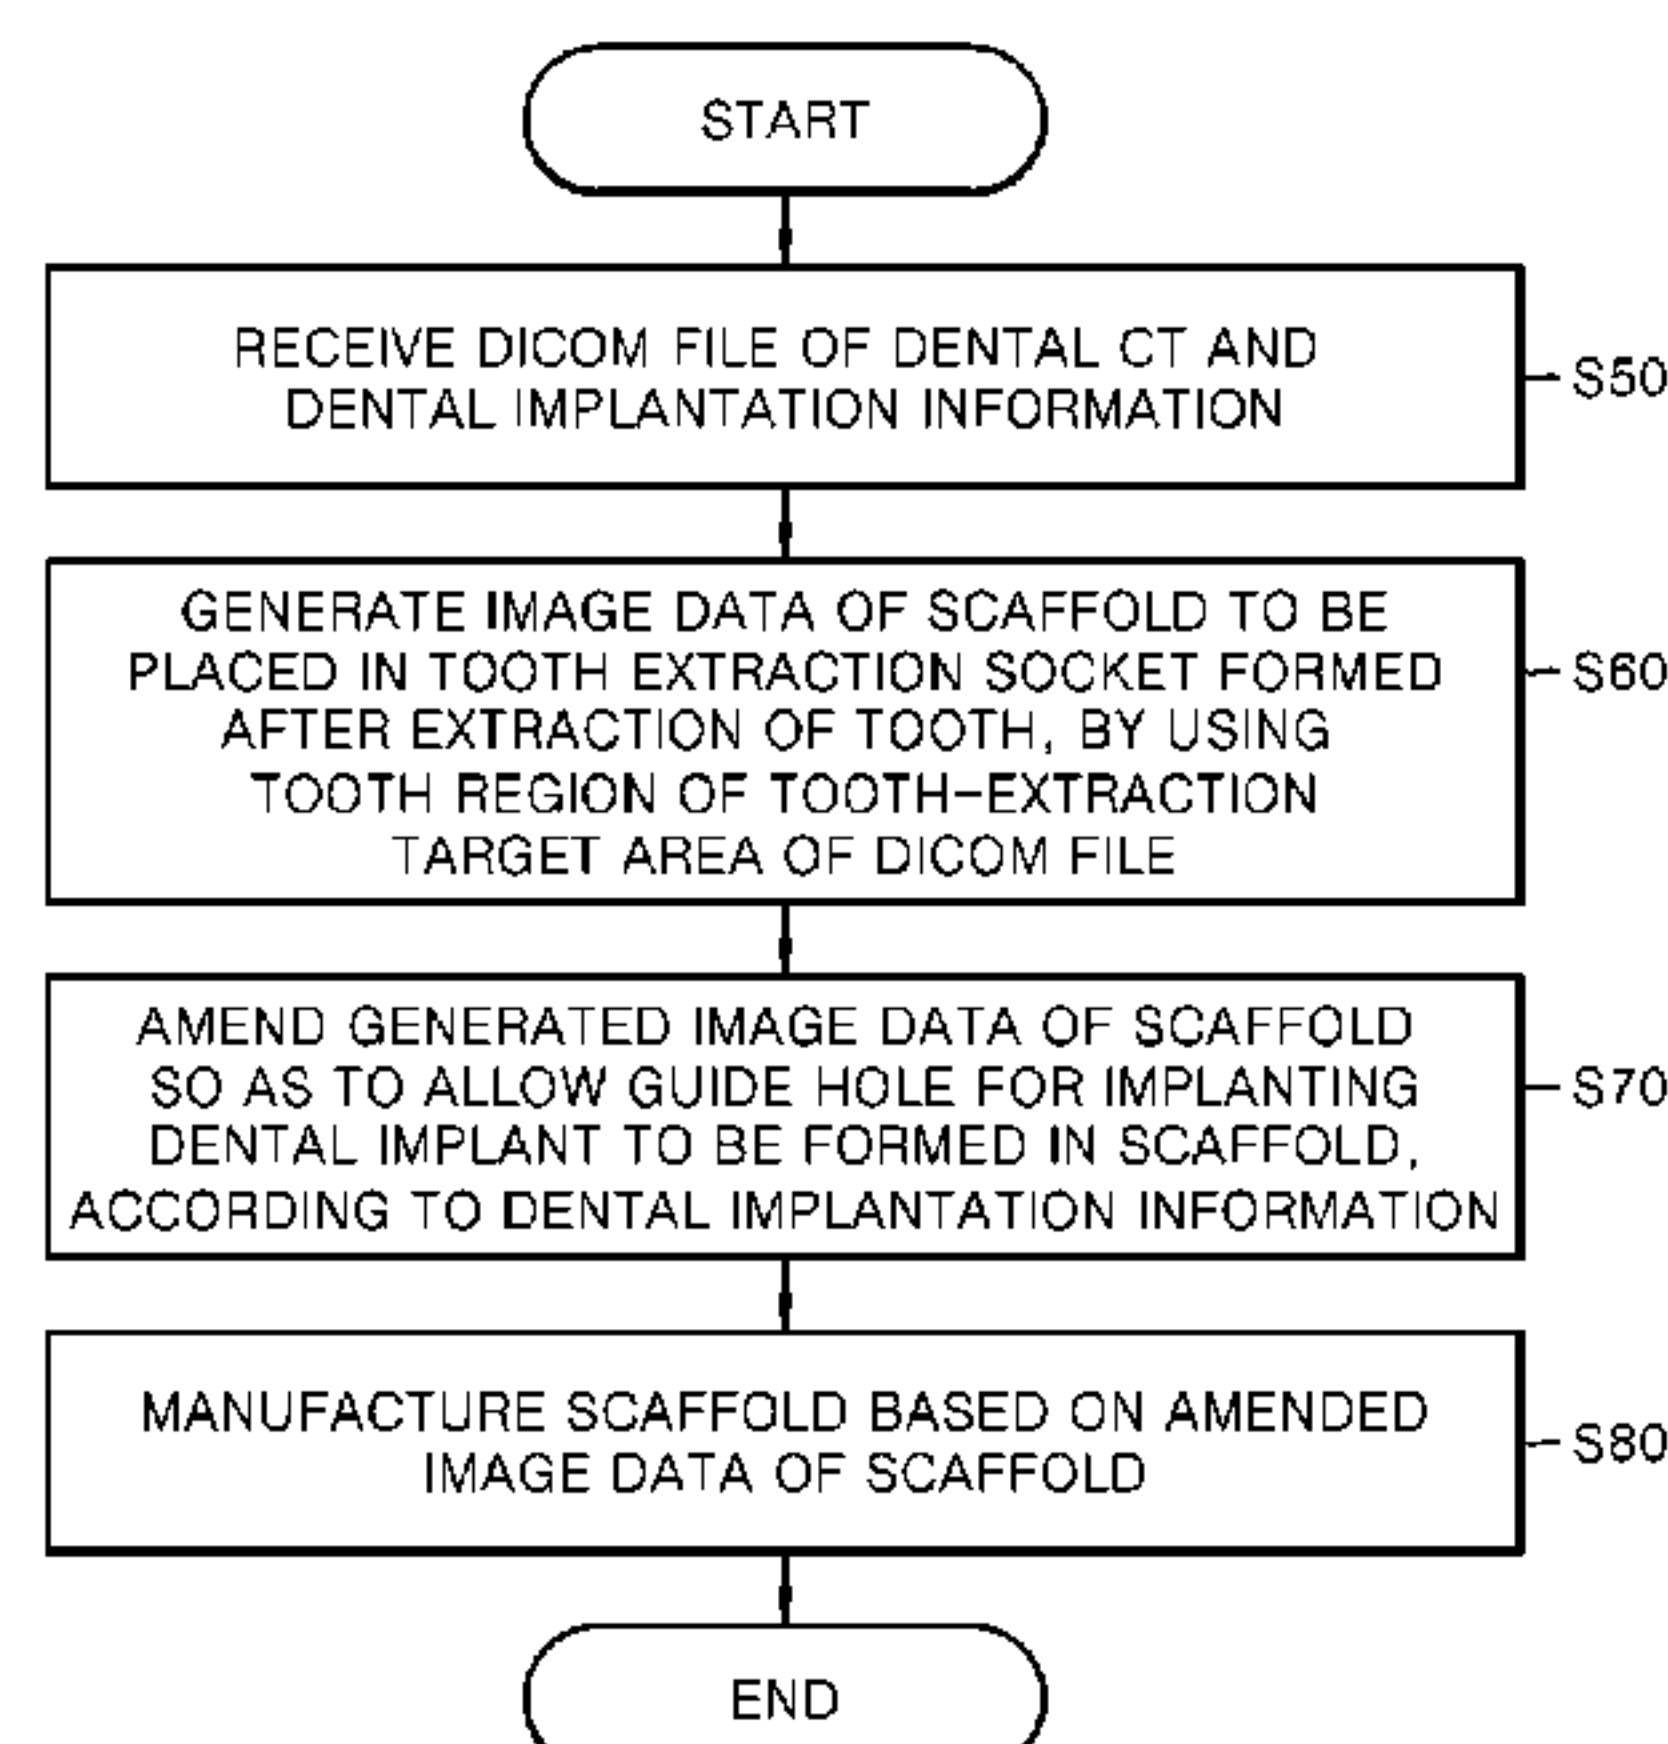 START
RECEIVE DICOM FILE OF DENTAL CT AND
DENTAL IMPLANTATION INFORMATION
S50
GENERATE IMAGE DATA OF SCAFFOLD TO BE
PLACED IN TOOTH EXTRACTION SOCKET FORMED
AFTER EXTRACTION OF TOOTH, BY USING
TOOTH REGION OF TOOTH-EXTRACTION
TARGET AREA OF DICOM FILE
S60
AMEND GENERATED IMAGE DATA OF SCAFFOLD
SO AS TO ALLOW GUIDE HOLE FOR IMPLANTING
DENTAL IMPLANT TO BE FORMED IN SCAFFOLD,
ACCORDING TO DENTAL IMPLANTATION INFORMATION
S70
MANUFACTURE SCAFFOLD BASED ON AMENDED
IMAGE DATA OF SCAFFOLD
S80
END